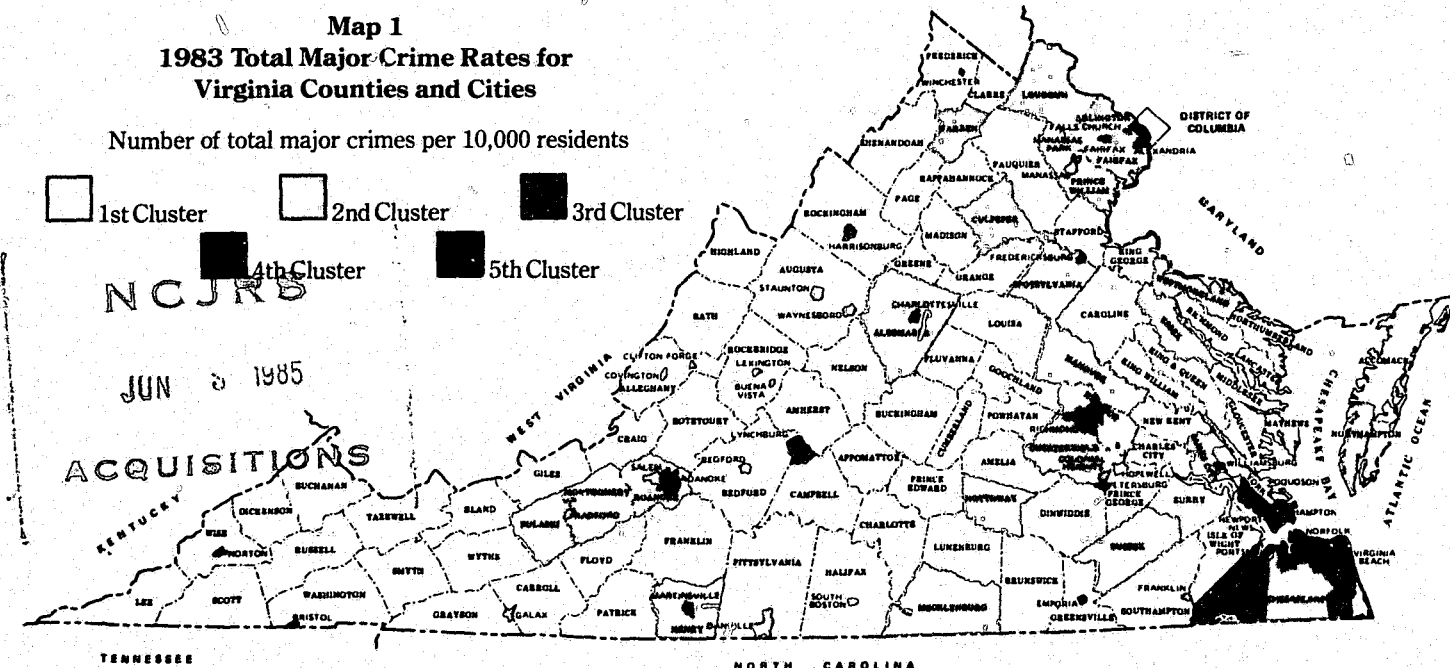 Map 1
1983 Total Major Crime Rates for
Virginia Counties and Cities
Number of total major crimes per 10,000 residents
1st Cluster
2nd Cluster
3rd Cluster
4th Cluster
5th Cluster
NCJRS
JUN 1985
ACQUISITIONS
FREDERICK
WINCHESTER
CLARKE
LOUDOUN
DISTRICT OF
COLUMBIA
ARLINGTON
FALLS CHURCH
FAIRFAX
FAIRFAX
ALEXANDRIA
MANASSAS
PARK
MANASSAS
PRINCE
WILLIAM
SHENANDOAH
WARREN
FAUQUIER
RAPPAHANNOCK
PAGE
CULPEPER
MARYLAND
ROCKINGHAM
HARRISONBURG
MADISON
STAFFORD
FREDERICKSBURG
KING
GEORGE
HIGHLAND
AUGUSTA
GREENE
ORANGE
SPOTSYLVANIA
STAUNTON
WAYNESBORO
CHARLOTTESVILLE
ALBEMARLE
LOUISA
CAROLINE
WESTMORELAND
NORTHUMBERLAND
RICHMOND
ESSEX
LANCASTER
BATH
ROCKBRIDGE
LEXINGTON
BUENA
VISTA
CLIFTON FORGE
COVINGTON
ALLEGHANY
NELSON
FLUVANNA
GOOCHLAND
HANOVER
KING WILLIAM
KING & QUEEN
MIDDLESEX
ACCOMACK
CHESAPEAKE BAY
ATLANTIC OCEAN
WEST VIRGINIA
BOTETOURT
AMHERST
BUCKINGHAM
CUMBERLAND
POWHATAN
RICHMOND
NEW KENT
GLOUCESTER
MATHEWS
NORTHAMPTON
CRAIG
LYNCHBURG
BEDFORD
APPOMATTOX
AMELIA
CHESTERFIELD
COLONIAL
HEIGHTS
CHARLES
CITY
WILLIAMSBURG
HOPEWELL
PETERSBURG
PRINCE
GEORGE
YORK
POQUOSON
HAMPTON
GILES
SALEM
ROANOKE
ROANOKE
BEDFORD
CAMPBELL
PRINCE
EDWARD
NOTTOWAY
DINWIDDIE
SURRY
NEWPORT
NEWS
ISLE OF
WIGHT
NORFOLK
VIRGINIA
BEACH
KENTUCKY
BUCHANAN
DICKENSON
TAZEWELL
BLAND
MONTGOMERY
RADFORD
PULASKI
CHARLOTTE
LUNENBURG
SUSSEX
WISE
NORTON
RUSSELL
SMYTH
WYTHE
FLOYD
FRANKLIN
PITTSYLVANIA
HALIFAX
BRUNSWICK
FRANKLIN
CHESAPEAKE
LEE
SCOTT
WASHINGTON
BRISTOL
GRAYSON
CARROLL
GALAX
PATRICK
MARTINSVILLE
HENRY
DANVILLE
SOUTH
BOSTON
MECKLENBURG
EMPORIA
GREENSVILLE
SOUTHAMPTON
TENNESSEE
NORTH CAROLINA